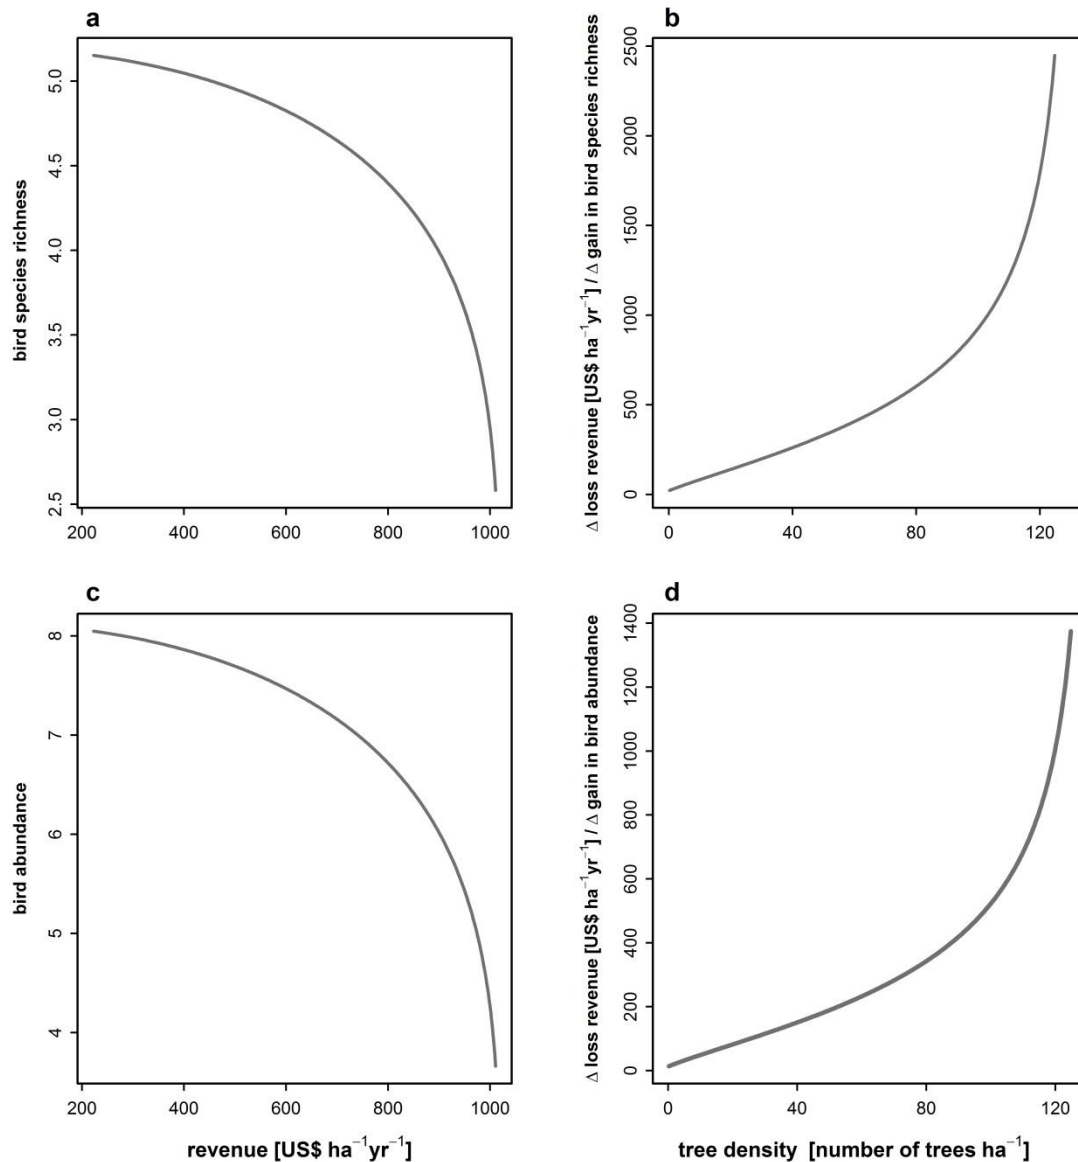 a
bird species richness
5.0
4.5
4.0
3.5
3.0
2.5
200 400 600 800 1000
b
Δ loss revenue [US$ ha⁻¹yr⁻¹] / Δ gain in bird species richness
2500
2000
1500
1000
500
0
0 40 80 120
c
bird abundance
8
7
6
5
4
200 400 600 800 1000
revenue [US$ ha⁻¹yr⁻¹]
d
Δ loss revenue [US$ ha⁻¹yr⁻¹] / Δ gain in bird abundance
1400
1200
1000
800
600
400
200
0
0 40 80 120
tree density [number of trees ha⁻¹]